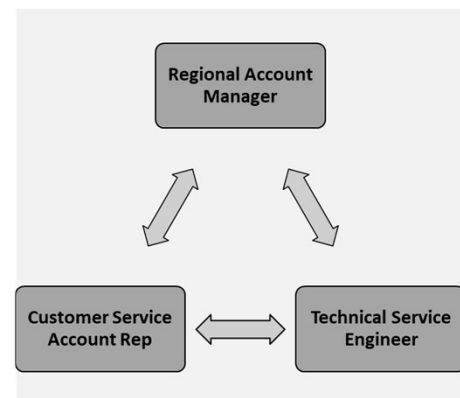 Regional Account
Manager
Customer Service
Account Rep
Technical Service
Engineer